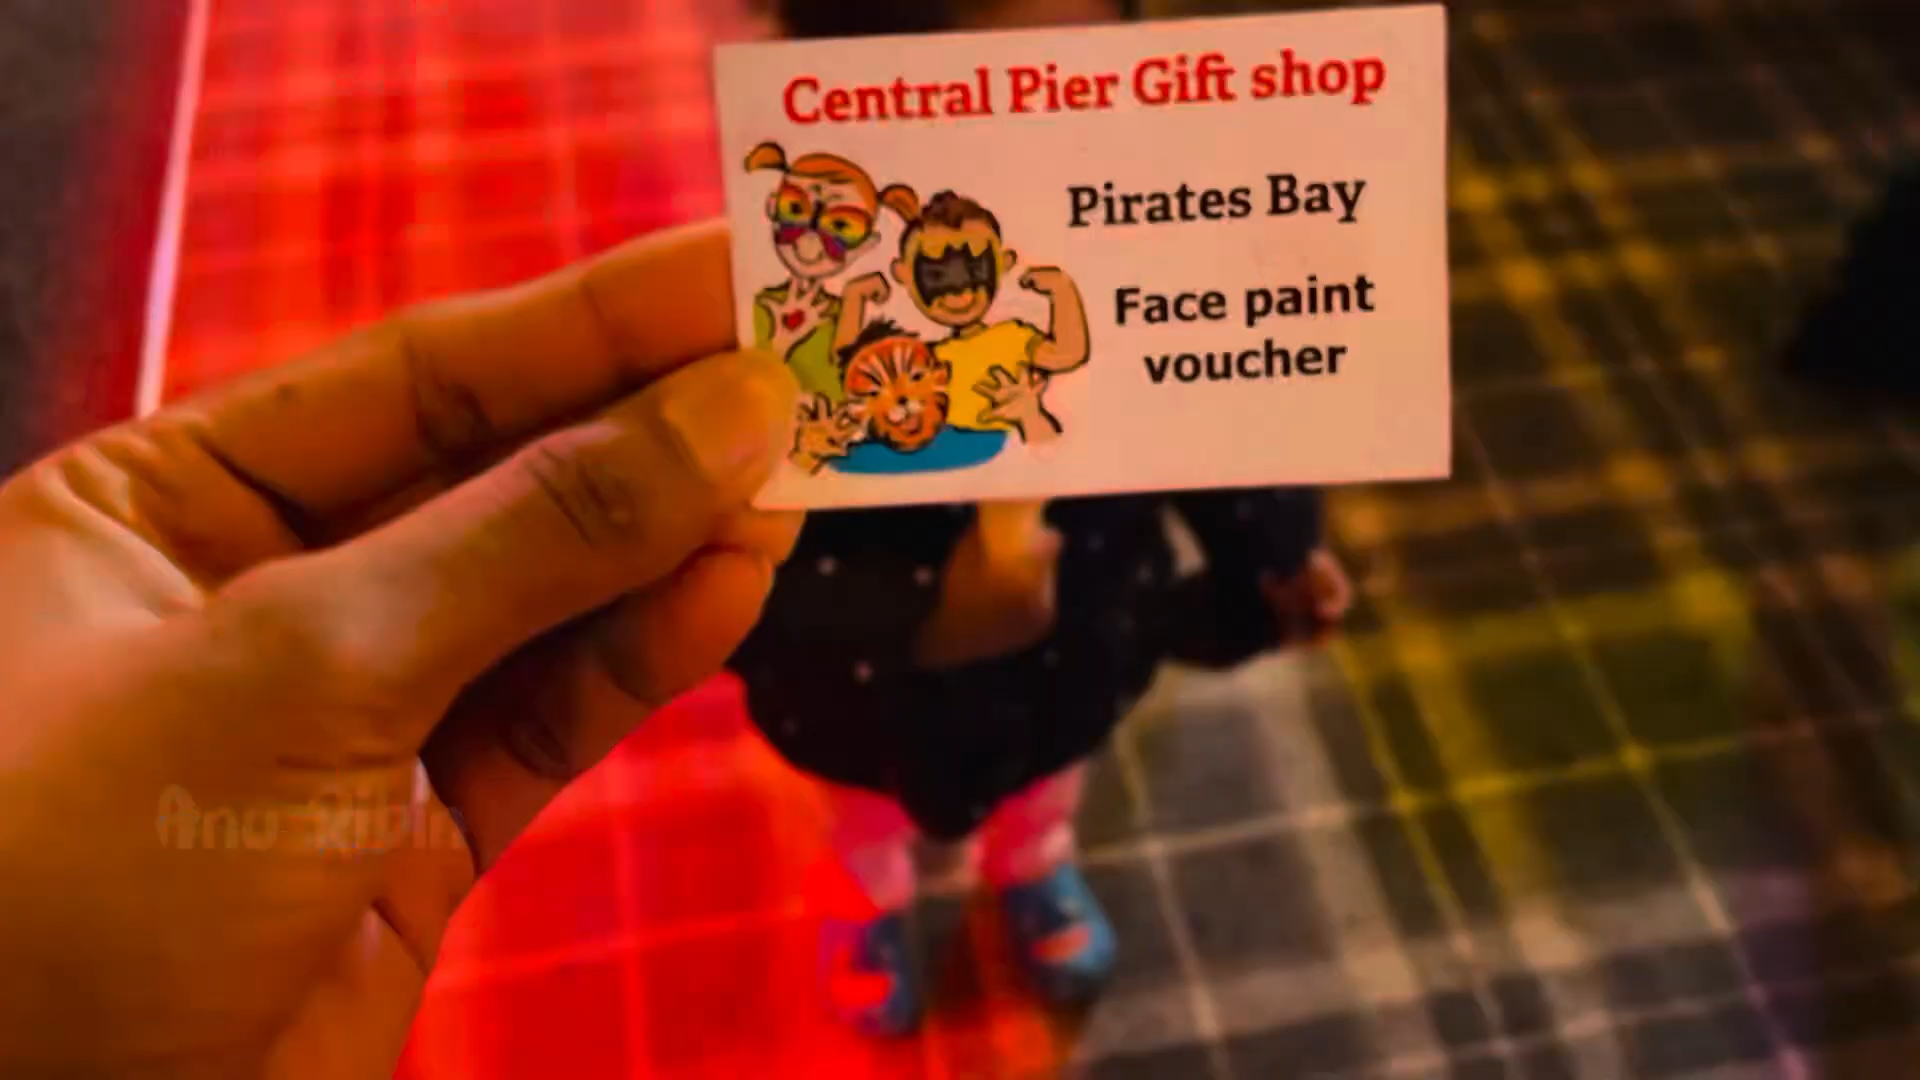 Central Pier Gift shop
Pirates Bay
Face paint
voucher